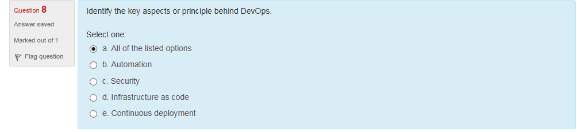 Question 8
Answer saved
Marked out of 1
Flag question
Identify the key aspects or principle behind DevOps.
Select one:
a. All of the listed options
b. Automation
c. Security
d. Infrastructure as code
e. Continuous deployment